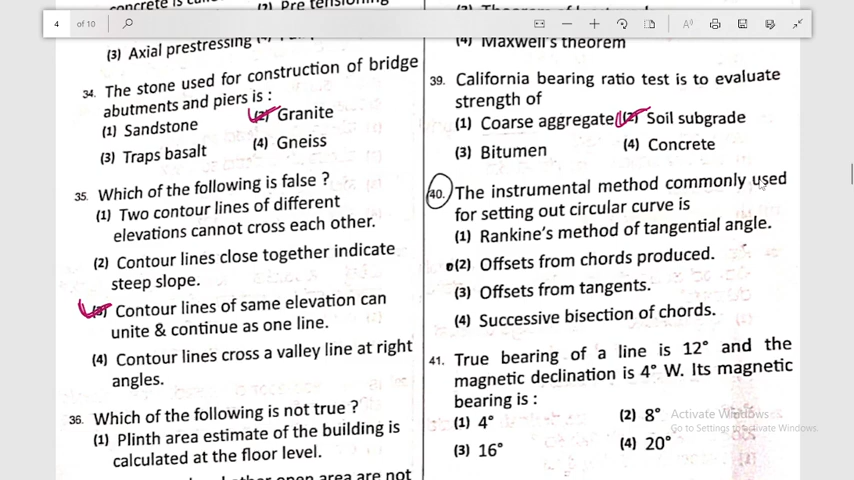 concrete is
(2) Pre tensioning
4 of 10
(3) Axial prestressing
34. The stone used for construction of bridge
abutments and piers is :
(1) Sandstone
(2) Granite
(3) Traps basalt
(4) Gneiss
35. Which of the following is false ?
(1) Two contour lines of different
elevations cannot cross each other.
(2) Contour lines close together indicate
steep slope.
(3) Contour lines of same elevation can
unite & continue as one line.
(4) Contour lines cross a valley line at right
angles.
36. Which of the following is not true ?
(1) Plinth area estimate of the building is
calculated at the floor level.
open area are not
(4) Maxwell's theorem
39. California bearing ratio test is to evaluate
strength of
(1) Coarse aggregate (2) Soil subgrade
(3) Bitumen
(4) Concrete
40. The instrumental method commonly used
for setting out circular curve is
(1) Rankine's method of tangential angle.
(2) Offsets from chords produced.
(3) Offsets from tangents.
(4) Successive bisection of chords.
41. True bearing of a line is 12° and the
magnetic declination is 4° W. Its magnetic
bearing is :
(1) 4°
(2) 8°
(3) 16°
(4) 20°
Activate Windows
Go to Settings to activate Windows.